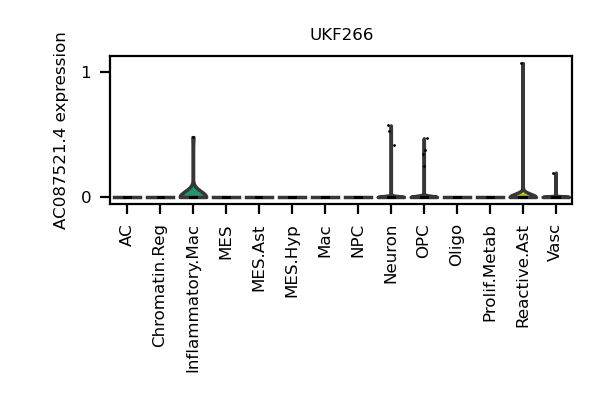 UKF266
AC087521.4 expression
1
0
AC
Chromatin.Reg
Inflammatory.Mac
MES
MES.Ast
MES.Hyp
Mac
NPC
Neuron
OPC
Oligo
Prolif.Metab
Reactive.Ast
Vasc